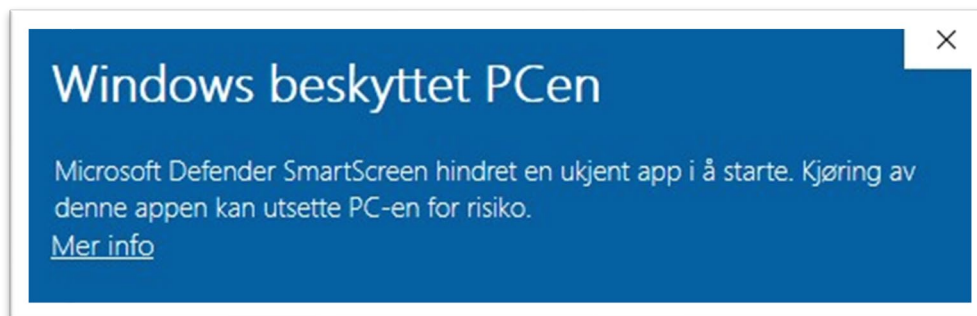 Windows beskyttet PCen
Microsoft Defender SmartScreen hindret en ukjent app i å starte. Kjøring av
denne appen kan utsette PC-en for risiko.
Mer info